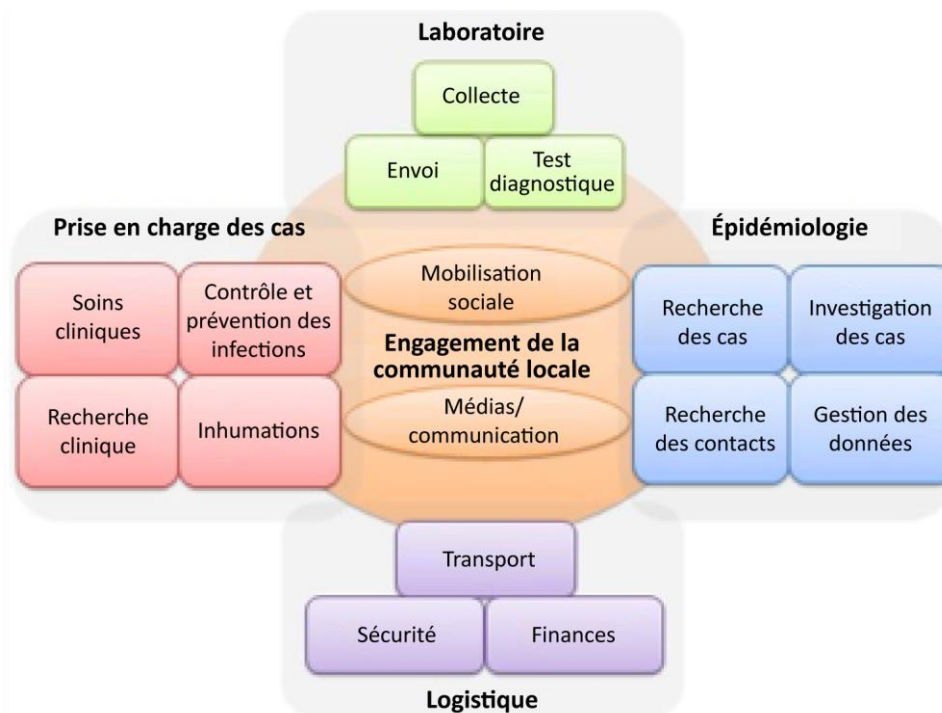 Laboratoire
Collecte
Envoi
Test
diagnostique
Prise en charge des cas
Soins
cliniques
Contrôle et
prévention des
infections
Recherche
clinique
Inhumations
Mobilisation
sociale
Engagement de la
communauté locale
Médias/
communication
Épidémiologie
Recherche
des cas
Investigation
des cas
Recherche
des contacts
Gestion des
données
Transport
Sécurité
Finances
Logistique